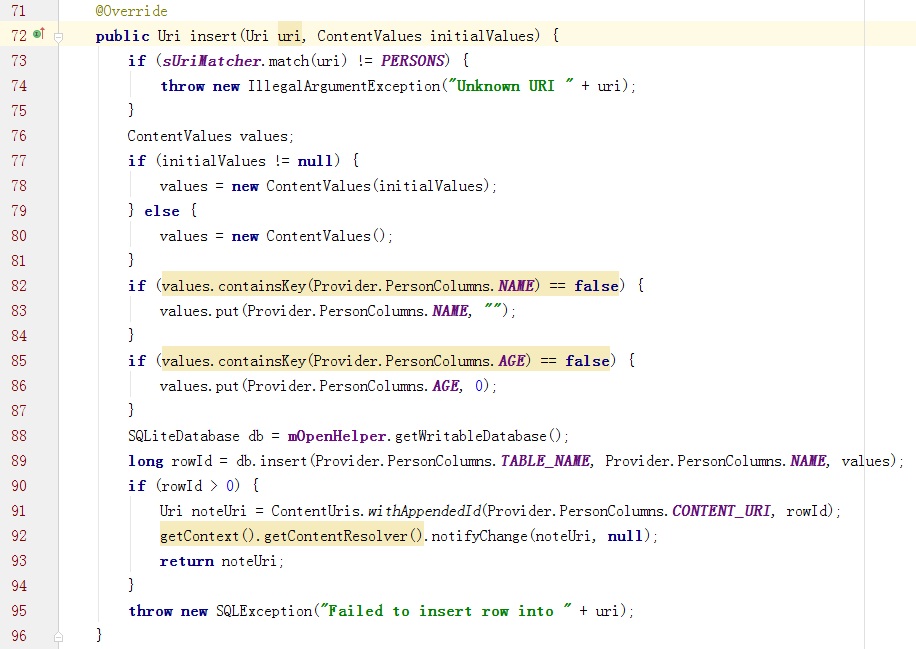 71 @Override
72 public Uri insert(Uri uri, ContentValues initialValues) {
73 if (sUriMatcher.match(uri) != PERSONS) {
74 throw new IllegalArgumentException("Unknown URI " + uri);
75 }
76 ContentValues values;
77 if (initialValues != null) {
78 values = new ContentValues(initialValues);
79 } else {
80 values = new ContentValues();
81 }
82 if (values.containsKey(Provider.PersonColumns.NAME) == false) {
83 values.put(Provider.PersonColumns.NAME, "");
84 }
85 if (values.containsKey(Provider.PersonColumns.AGE) == false) {
86 values.put(Provider.PersonColumns.AGE, 0);
87 }
88 SQLiteDatabase db = mOpenHelper.getWritableDatabase();
89 long rowId = db.insert(Provider.PersonColumns.TABLE_NAME, Provider.PersonColumns.NAME, values);
90 if (rowId > 0) {
91 Uri noteUri = ContentUris.withAppendedId(Provider.PersonColumns.CONTENT_URI, rowId);
92 getContext().getContentResolver().notifyChange(noteUri, null);
93 return noteUri;
94 }
95 throw new SQLException("Failed to insert row into " + uri);
96 }